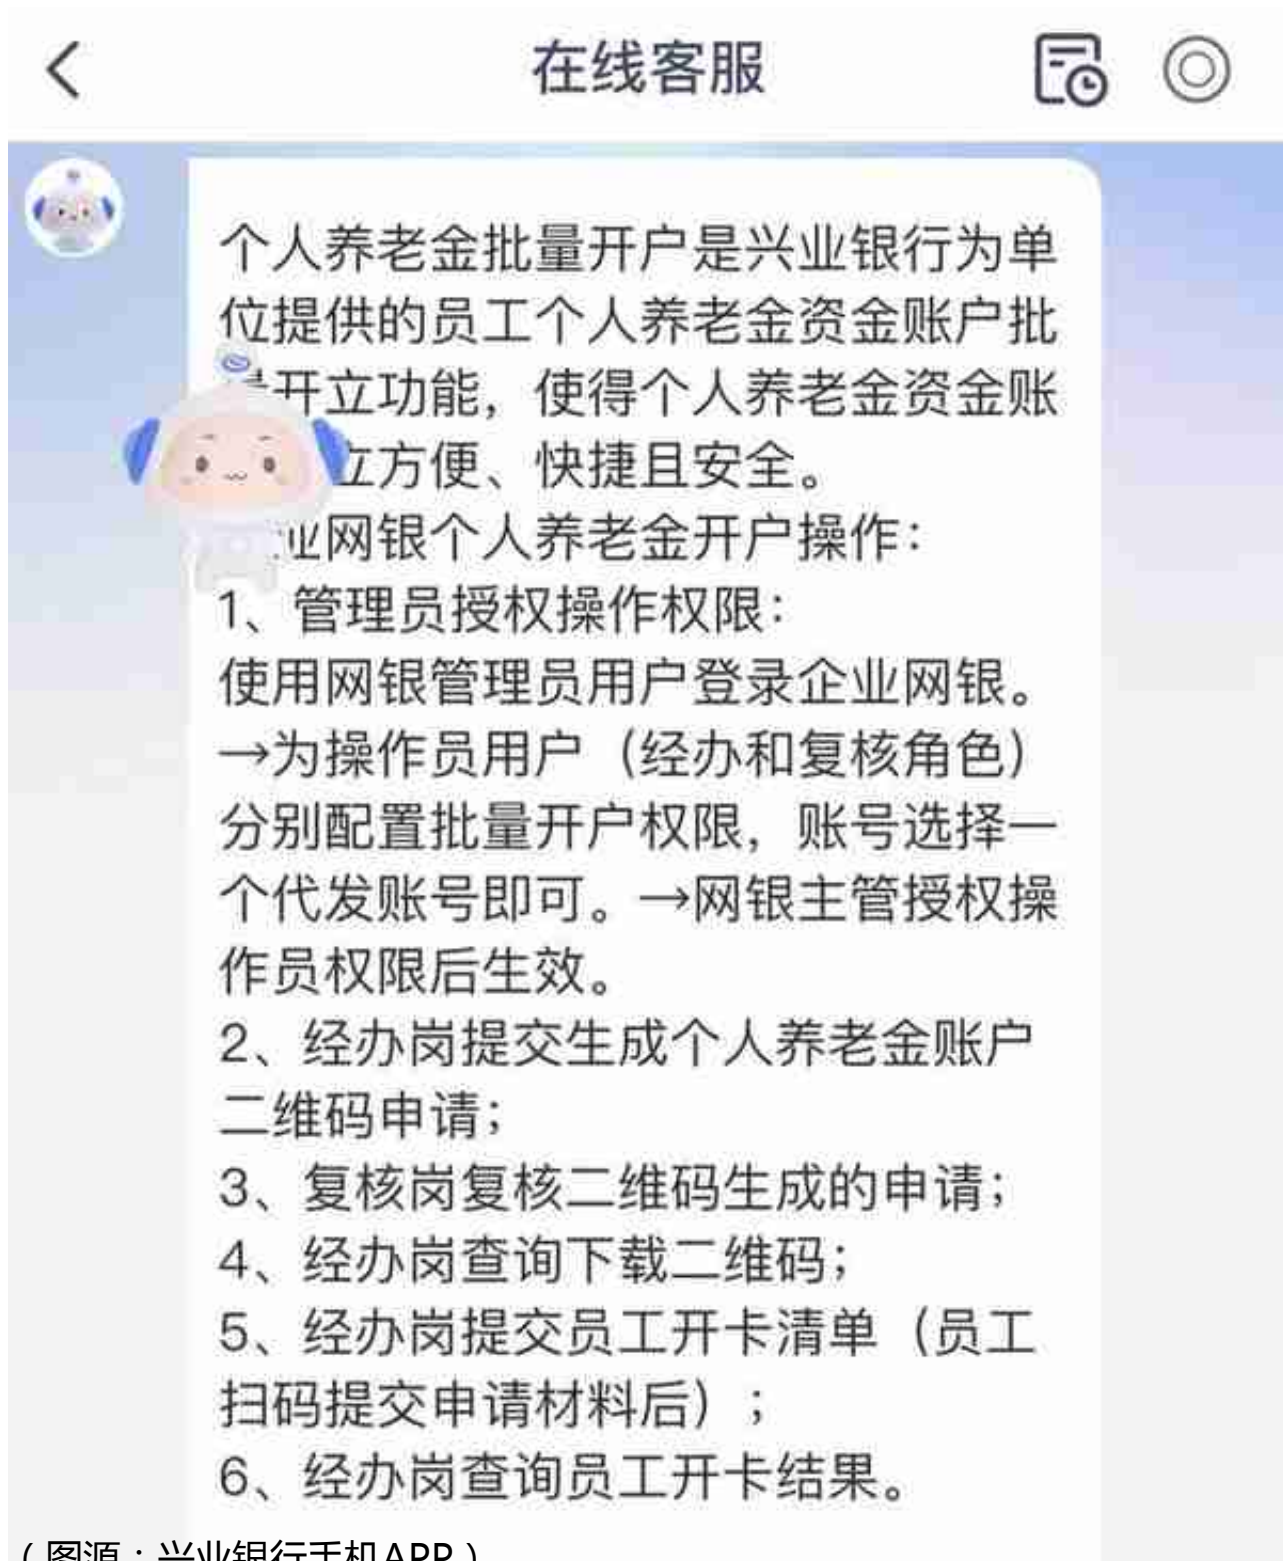 在线客服
个人养老金批量开户是兴业银行为单
位提供的员工个人养老金资金账户批
开立功能，使得个人养老金资金账
立方便、快捷且安全。
业网银个人养老金开户操作：
1、管理员授权操作权限：
使用网银管理员用户登录企业网银。
→为操作员用户（经办和复核角色）
分别配置批量开户权限，账号选择一
个代发账号即可。→网银主管授权操
作员权限后生效。
2、经办岗提交生成个人养老金账户
二维码申请；
3、复核岗复核二维码生成的申请；
4、经办岗查询下载二维码；
5、经办岗提交员工开卡清单（员工
扫码提交申请材料后）；
6、经办岗查询员工开卡结果。
（图源：兴业银行手机APP）